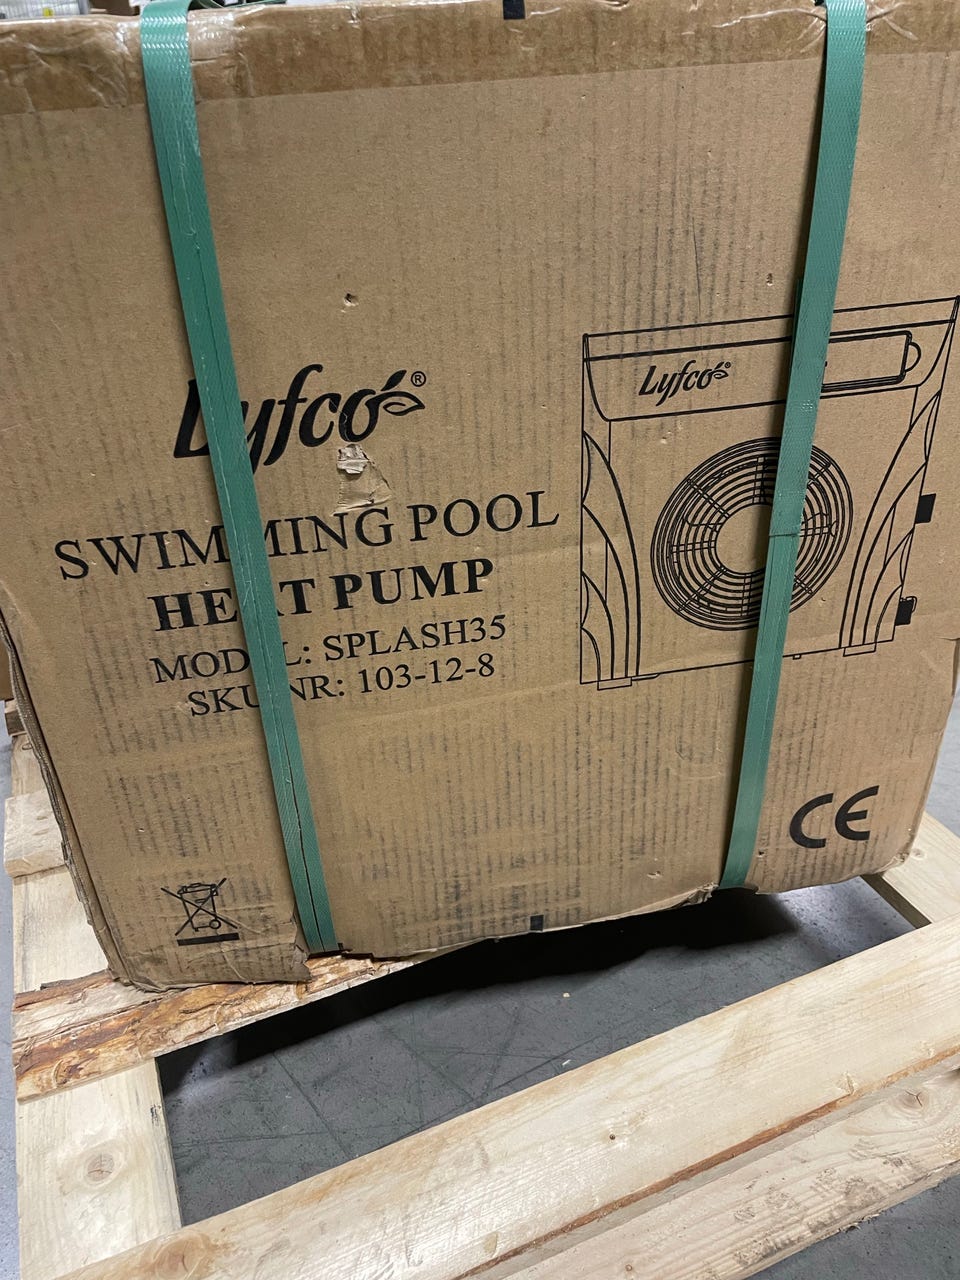 Lyfco®
SWIMMING POOL
HEAT PUMP
MODEL: SPLASH35
SKU NR: 103-12-8
Lyfco®
CE